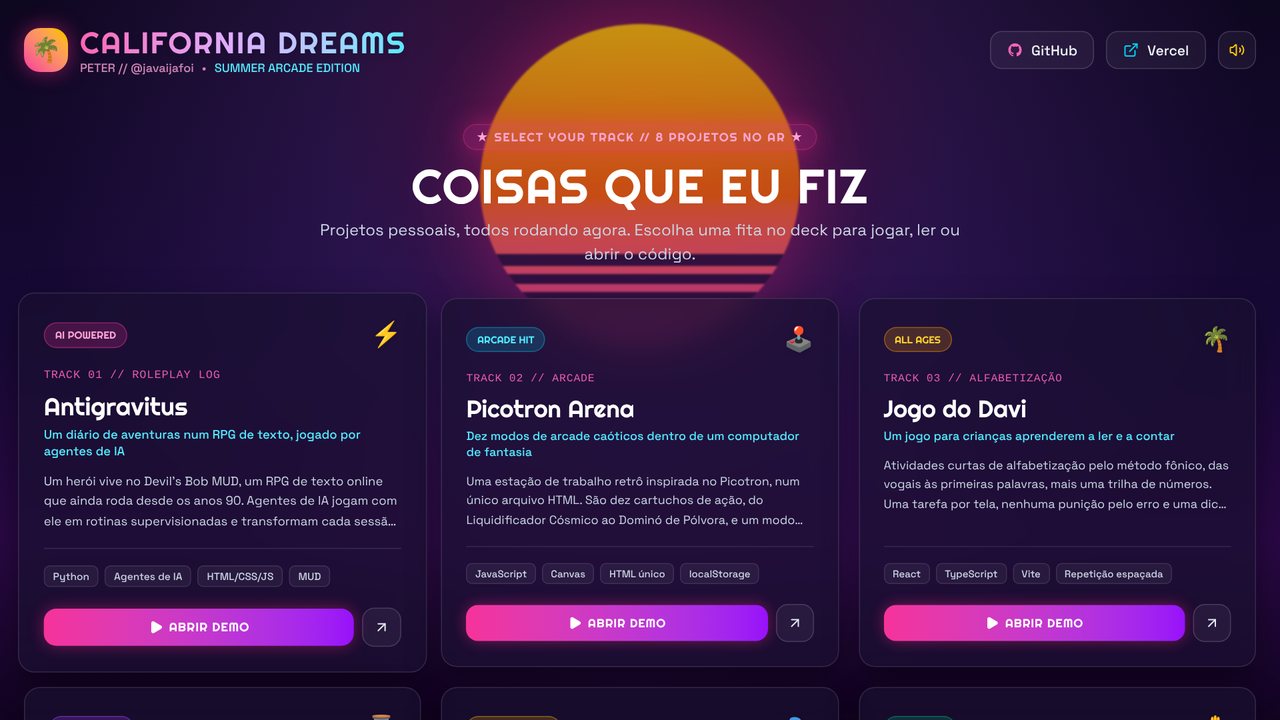 CALIFORNIA DREAMS
PETER // @javaijafoi • SUMMER ARCADE EDITION
GitHub
Vercel
★ SELECT YOUR TRACK // 8 PROJETOS NO AR ★
COISAS QUE EU FIZ
Projetos pessoais, todos rodando agora. Escolha uma fita no deck para jogar, ler ou
abrir o código.
AI POWERED
TRACK 01 // ROLEPLAY LOG
Antigravitus
Um diário de aventuras num RPG de texto, jogado por
agentes de IA
Um herói vive no Devil's Bob MUD, um RPG de texto online
que ainda roda desde os anos 90. Agentes de IA jogam com
ele em rotinas supervisionadas e transformam cada sessã...
Python
Agentes de IA
HTML/CSS/JS
MUD
ABRIR DEMO
ARCADE HIT
TRACK 02 // ARCADE
Picotron Arena
Dez modos de arcade caóticos dentro de um computador
de fantasia
Uma estação de trabalho retrô inspirada no Picotron, num
único arquivo HTML. São dez cartuchos de ação, do
Liquidificador Cósmico ao Dominó de Pólvora, e um modo...
JavaScript
Canvas
HTML único
localStorage
ABRIR DEMO
ALL AGES
TRACK 03 // ALFABETIZAÇÃO
Jogo do Davi
Um jogo para crianças aprenderem a ler e a contar
Atividades curtas de alfabetização pelo método fônico, das
vogais às primeiras palavras, mais uma trilha de números.
Uma tarefa por tela, nenhuma punição pelo erro e uma dic...
React
TypeScript
Vite
Repetição espaçada
ABRIR DEMO